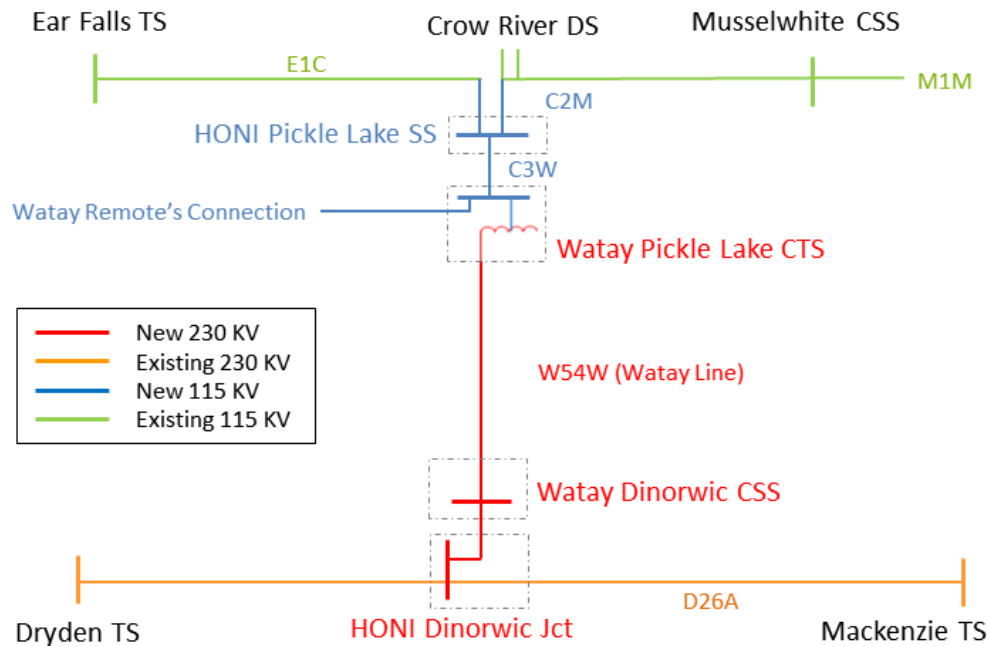 Ear Falls TS
Crow River DS
Musselwhite CSS
E1C
M1M
C2M
HONI Pickle Lake SS
C3W
Watay Remote's Connection
Watay Pickle Lake CTS
New 230 KV
Existing 230 KV
New 115 KV
Existing 115 KV
W54W (Watay Line)
Watay Dinorwic CSS
D26A
Dryden TS
HONI Dinorwic Jct
Mackenzie TS